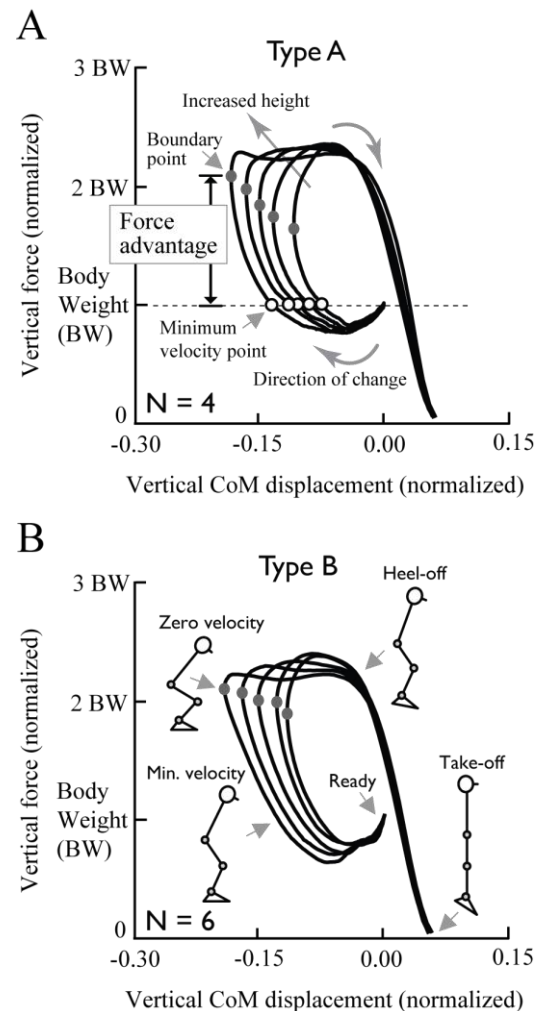 A
Type A
3 BW
Increased height
Boundary
point
2 BW
Force
advantage
Body
Weight
(BW)
Minimum
velocity point
Direction of change
N = 4
0
-0.30
-0.15
0.00
0.15
Vertical force (normalized)
Vertical CoM displacement (normalized)
B
Type B
3 BW
Heel-off
Zero velocity
2 BW
Take-off
Min. velocity
Ready
Body
Weight
(BW)
N = 6
0
-0.30
-0.15
0.00
0.15
Vertical force (normalized)
Vertical CoM displacement (normalized)